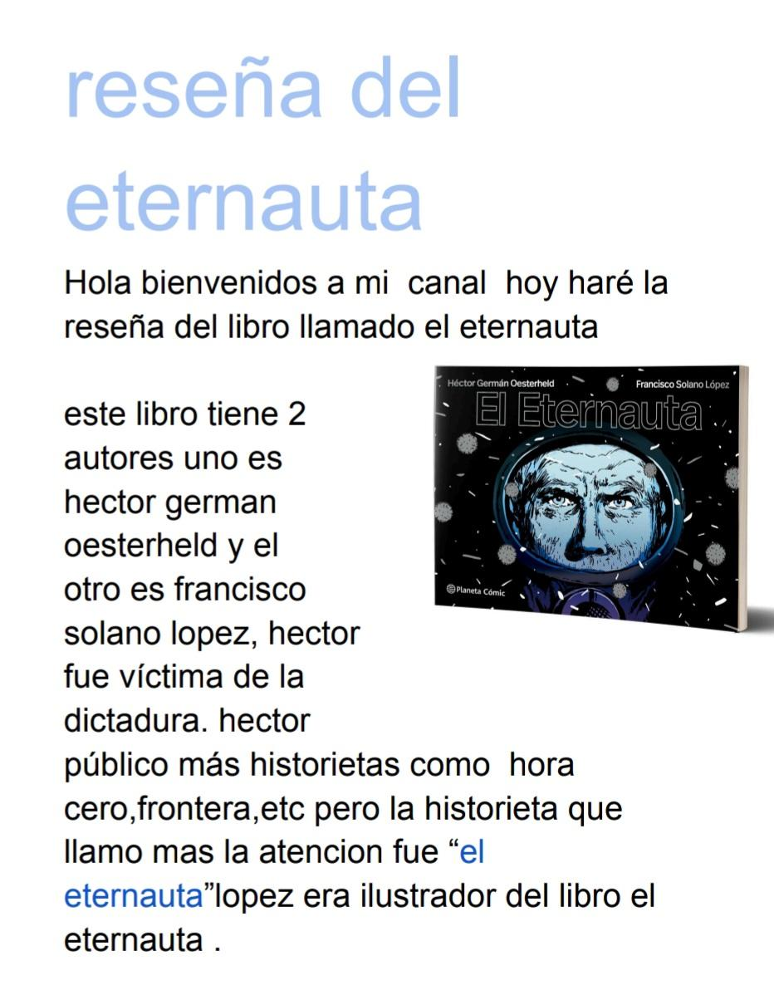 reseña del
eternauta
Hola bienvenidos a mi  canal  hoy haré la
reseña del libro llamado el eternauta
Héctor Germán Oesterheld
Francisco Solano López
El Eternauta
Planeta Cómic
este libro tiene 2
autores uno es
hector german
oesterheld y el
otro es francisco
solano lopez, hector
fue víctima de la
dictadura. hector
público más historietas como  hora
cero,frontera,etc pero la historieta que
llamo mas la atencion fue “el
eternauta”lopez era ilustrador del libro el
eternauta .